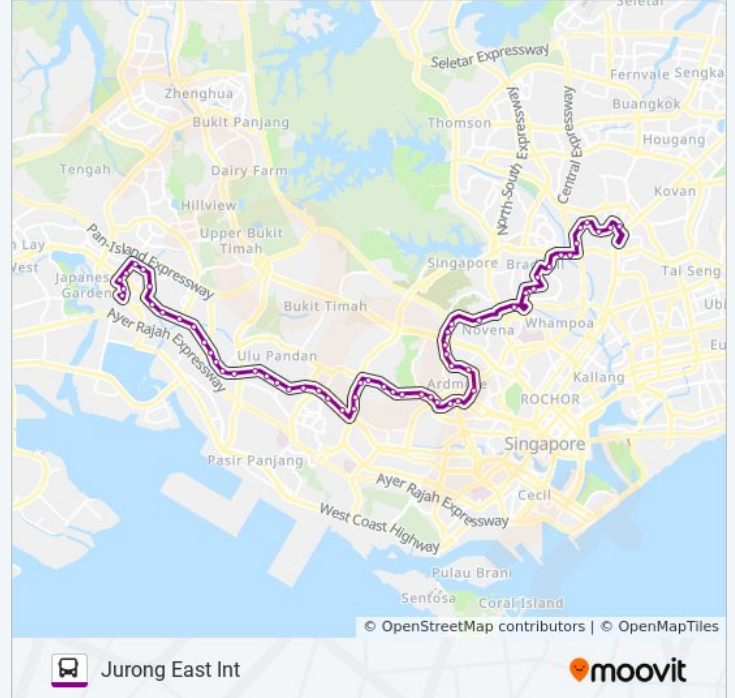 Seletar
Seletar Expressway
Fernvale
Sengka
Zhenghua
Buangkok
Bukit Panjang
Thomson
North-South Expressway
Central Expressway
Hougang
Tengah
Dairy Farm
Kovan
Hillview
Upper Bukit
Timah
Pan-Island Expressway
n Lay
West
Singapore
Tai Seng
Japanes
Garden
Bukit Timah
Ubi
Ayer Rajah Expressway
Novena
Whampoa
Eu
Ulu Pandan
Kallang
ROCHOR
Singapore
Pasir Panjang
Ayer Rajah Expressway
Cecil
West Coast Highway
Pulau Brani
Sentosa
Coral Island
© OpenStreetMap contributors | © OpenMapTiles
Jurong East Int
moovit